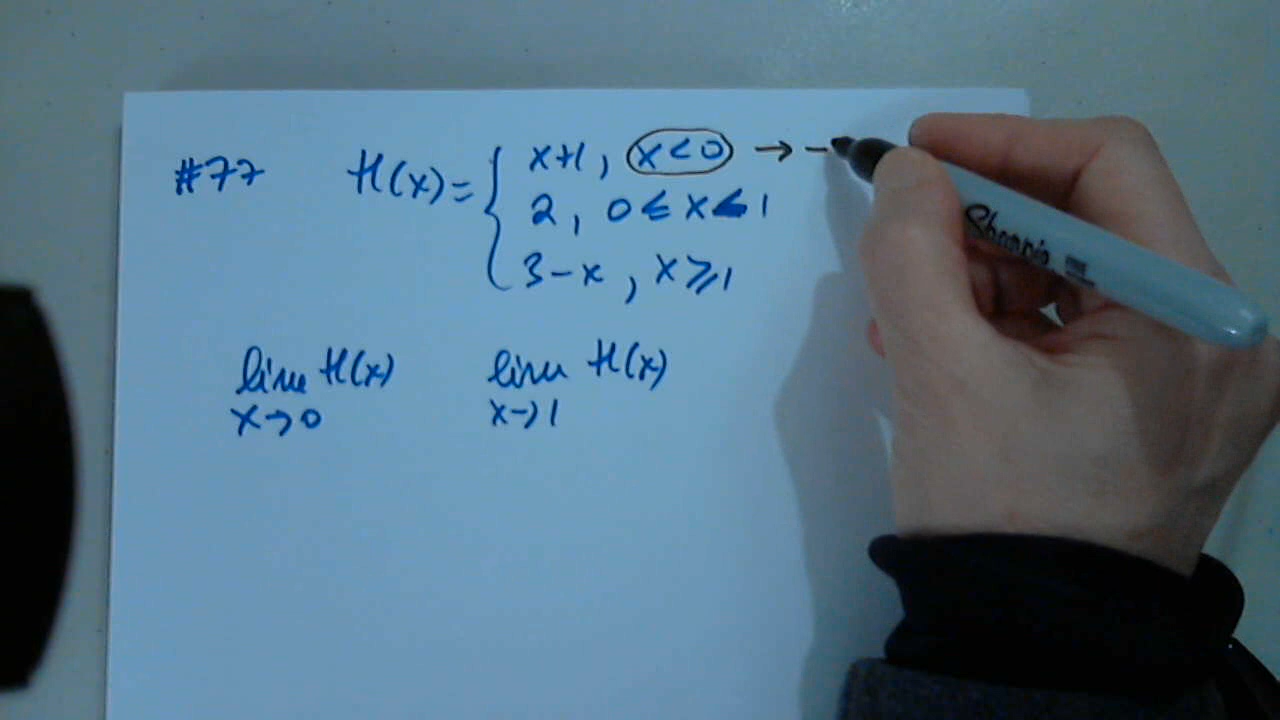 #77 H(x) = { x+1, x<0 → -
2, 0 ≤ x < 1
3-x, x ≥ 1
lim H(x) lim H(x)
x→0 x→1
Sharpie